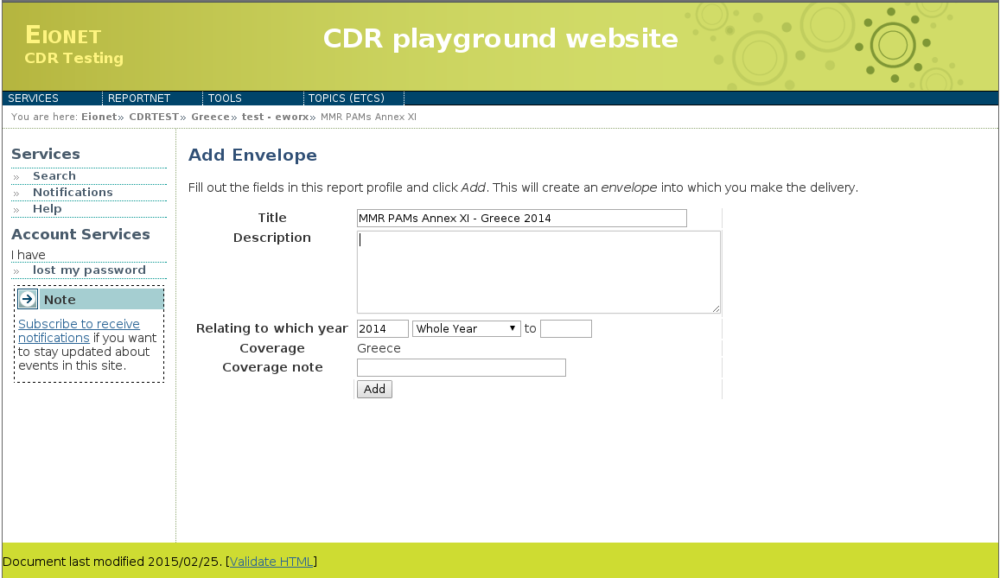 EIONET
CDR Testing
CDR playground website
SERVICES REPORTNET TOOLS TOPICS (ETCS)
You are here: Eionet» CDRTEST» Greece» test - eworx» MMR PAMs Annex XI
Services
» Search
» Notifications
» Help
Account Services
I have
» lost my password
Note
Subscribe to receive
notifications if you want
to stay updated about
events in this site.
Add Envelope
Fill out the fields in this report profile and click Add. This will create an envelope into which you make the delivery.
Title MMR PAMs Annex XI - Greece 2014
Description
Relating to which year 2014 Whole Year to
Coverage Greece
Coverage note
Add
Document last modified 2015/02/25. [Validate HTML]